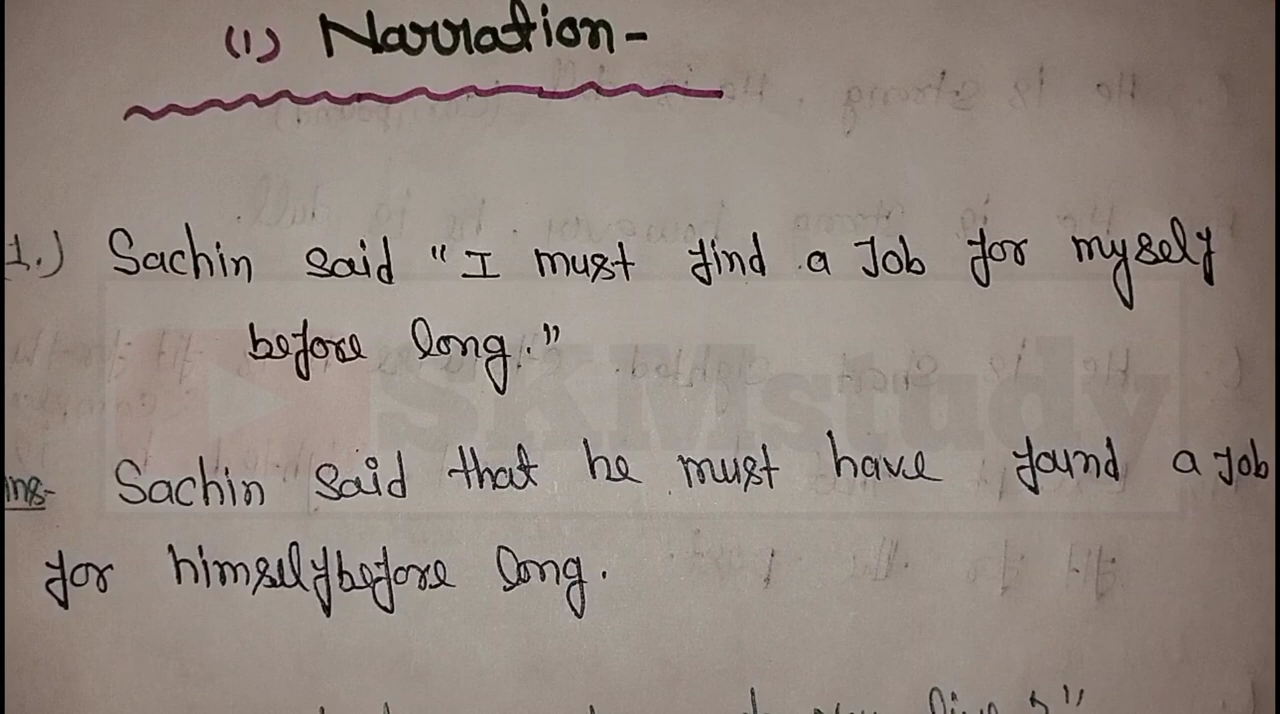 (1) Narration-
1.) Sachin said "I must find a Job for myself
before long."
Ans- Sachin said that he must have found a Job
for himself before long.
SKMstudy